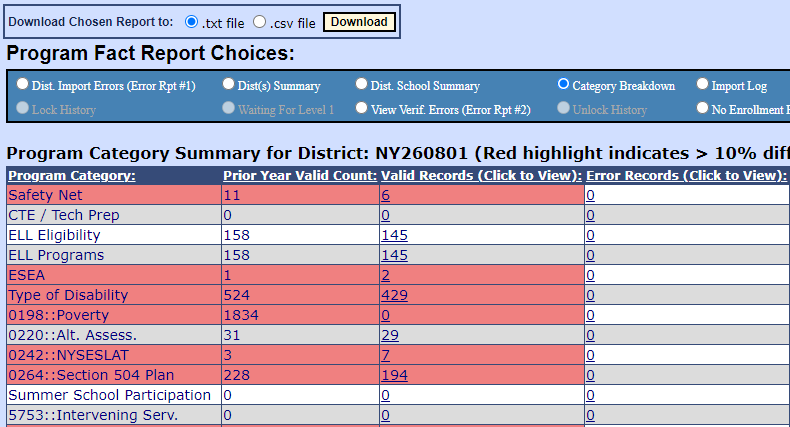 Download Chosen Report to: .txt file .csv file Download
Program Fact Report Choices:
Dist. Import Errors (Error Rpt #1) Dist(s) Summary Dist. School Summary Category Breakdown Import Log
Lock History Waiting For Level 1 View Verif. Errors (Error Rpt #2) Unlock History No Enrollment
Program Category Summary for District: NY260801 (Red highlight indicates > 10% diff
Program Category: Prior Year Valid Count: Valid Records (Click to View): Error Records (Click to View):
Safety Net 11 6 0
CTE / Tech Prep 0 0 0
ELL Eligibility 158 145 0
ELL Programs 158 145 0
ESEA 1 2 0
Type of Disability 524 429 0
0198::Poverty 1834 0 0
0220::Alt. Assess. 31 29 0
0242::NYSESLAT 3 7 0
0264::Section 504 Plan 228 194 0
Summer School Participation 0 0 0
5753::Intervening Serv. 0 0 0